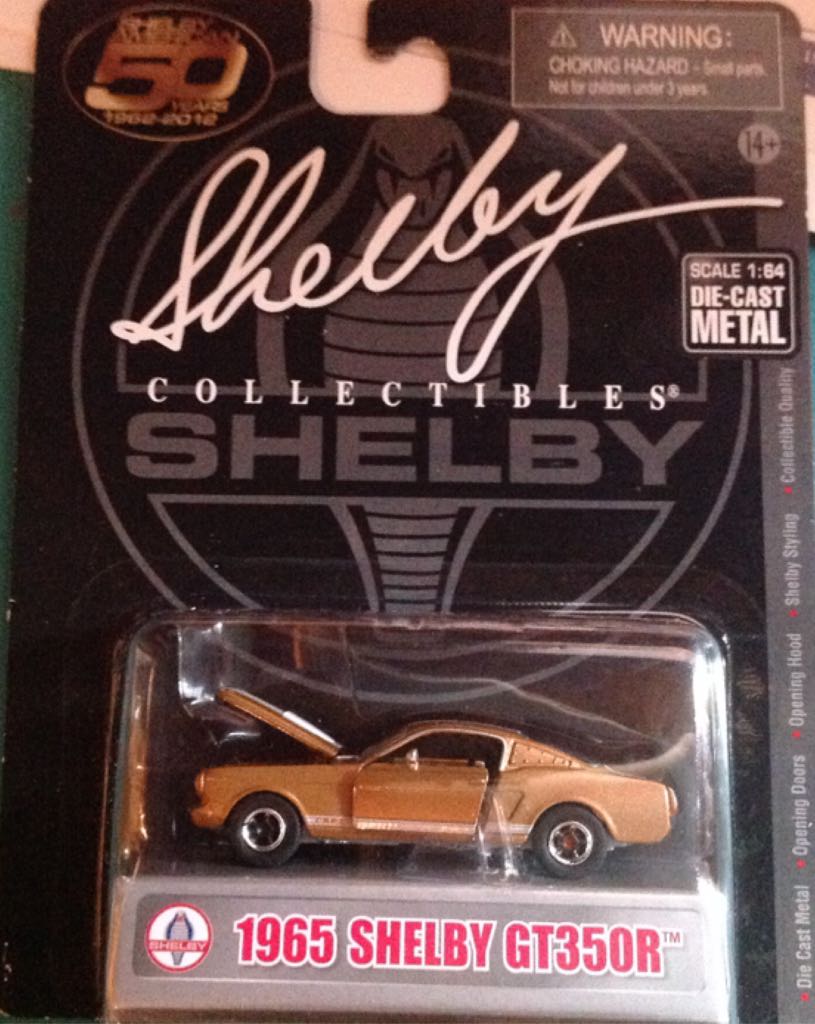 SHELBY AMERICAN
50
YEARS
1962-2012
WARNING:
CHOKING HAZARD - Small parts.
Not for children under 3 years.
14+
Shelby
COLLECTIBLES®
SCALE 1:64
DIE-CAST
METAL
SHELBY
• Die Cast Metal • Opening Doors • Opening Hood • Shelby Styling • Collectible Quality
SHELBY
1965 SHELBY GT350R™